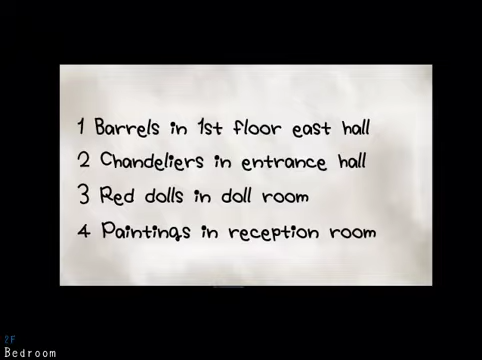 1 Barrels in 1st floor east hall
2 Chandeliers in entrance hall
3 Red dolls in doll room
4 Paintings in reception room
2F
Bedroom